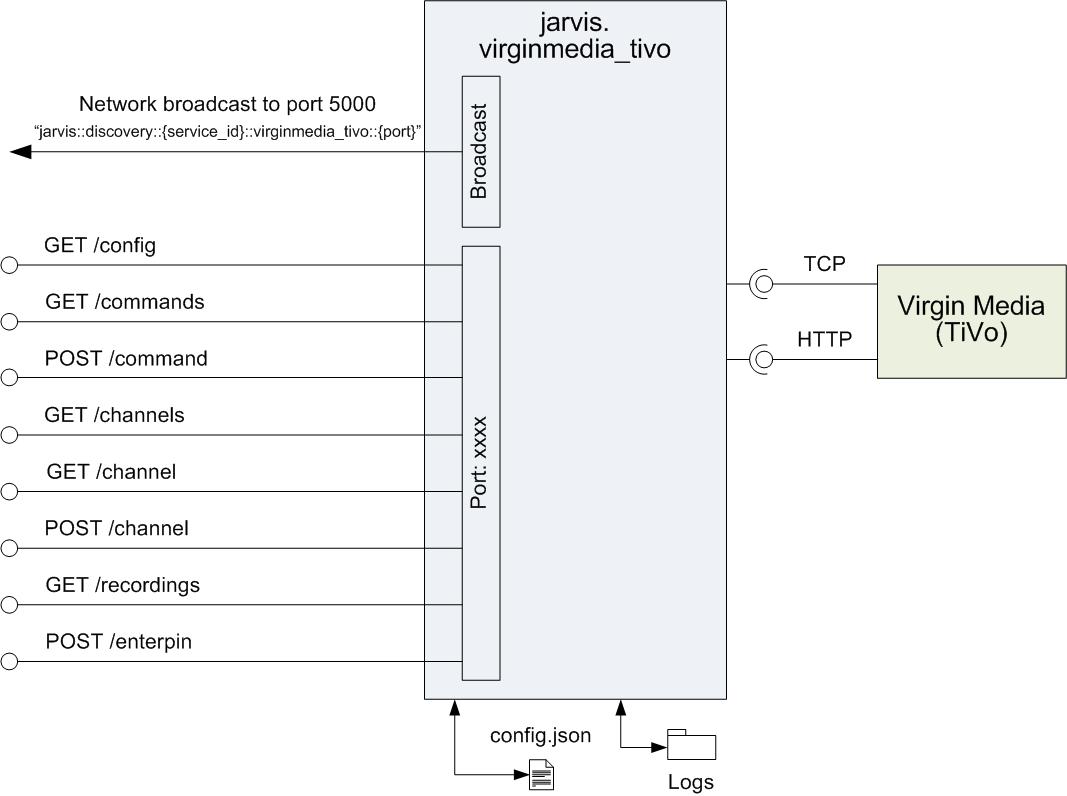 jarvis.
virginmedia_tivo
Network broadcast to port 5000
“jarvis::discovery::{service_id}::virginmedia_tivo::{port}”
Broadcast
GET /config
GET /commands
POST /command
GET /channels
GET /channel
POST /channel
GET /recordings
POST /enterpin
Port: xxxx
TCP
HTTP
Virgin Media
(TiVo)
config.json
Logs